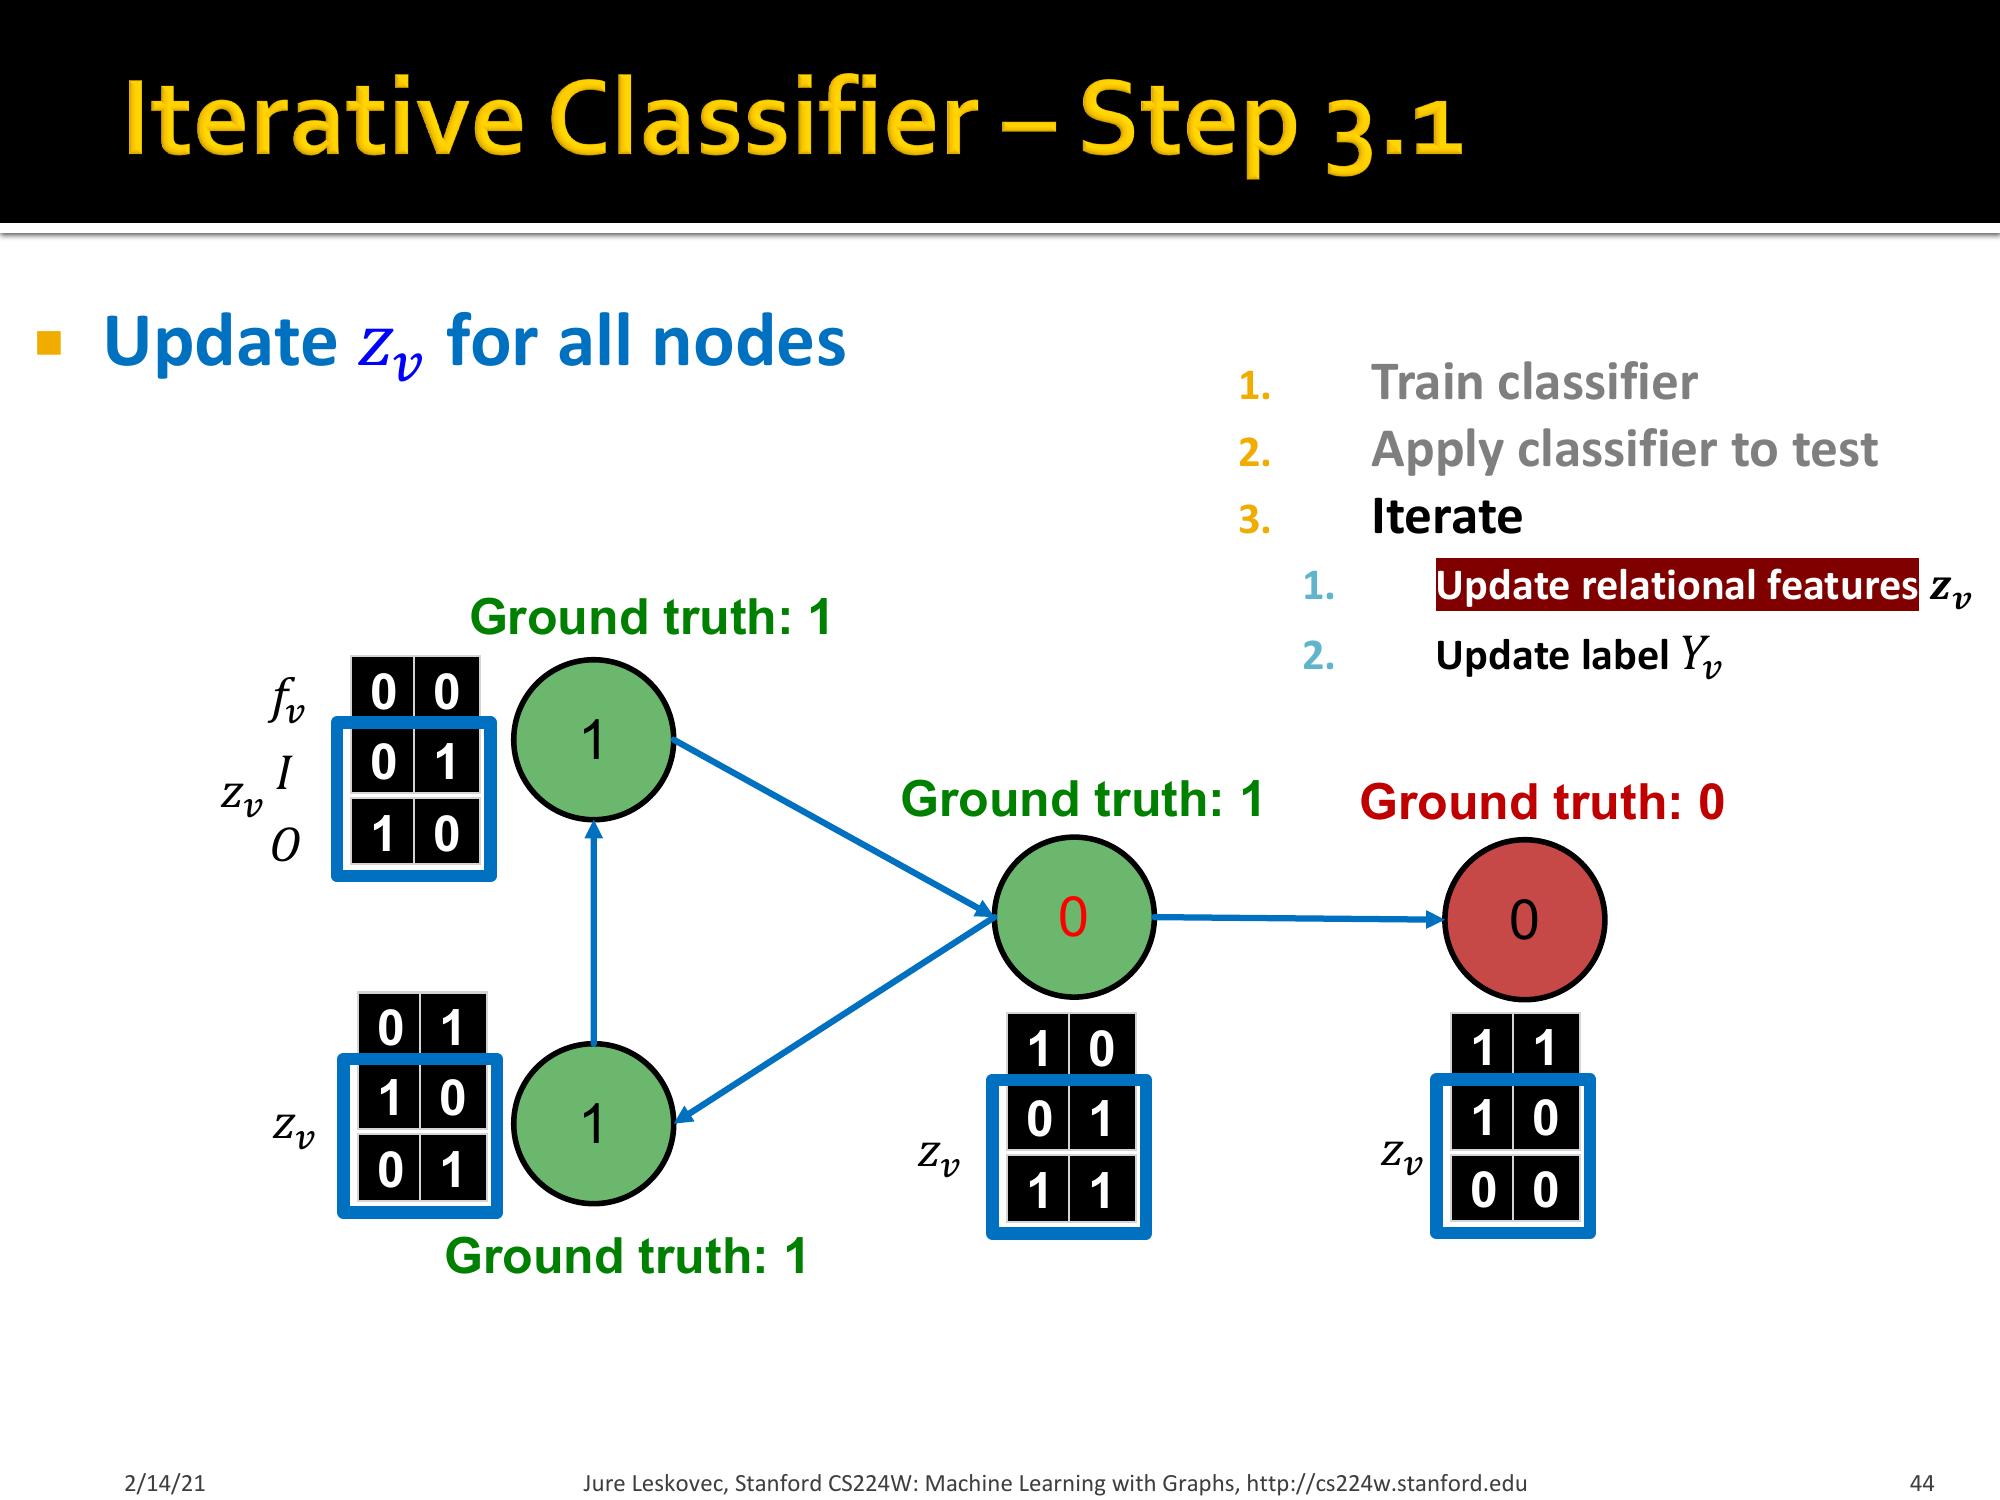 Iterative Classifier – Step 3.1
Update z_v for all nodes
1. Train classifier
2. Apply classifier to test
3. Iterate
1. Update relational features z_v
2. Update label Y_v
Ground truth: 1
f_v 0 0
z_v I 0 1
O 1 0
1
Ground truth: 1
0
Ground truth: 0
0
0 1
z_v 1 0
0 1
1
Ground truth: 1
1 0
z_v 0 1
1 1
1 1
z_v 1 0
0 0
2/14/21
Jure Leskovec, Stanford CS224W: Machine Learning with Graphs, http://cs224w.stanford.edu
44